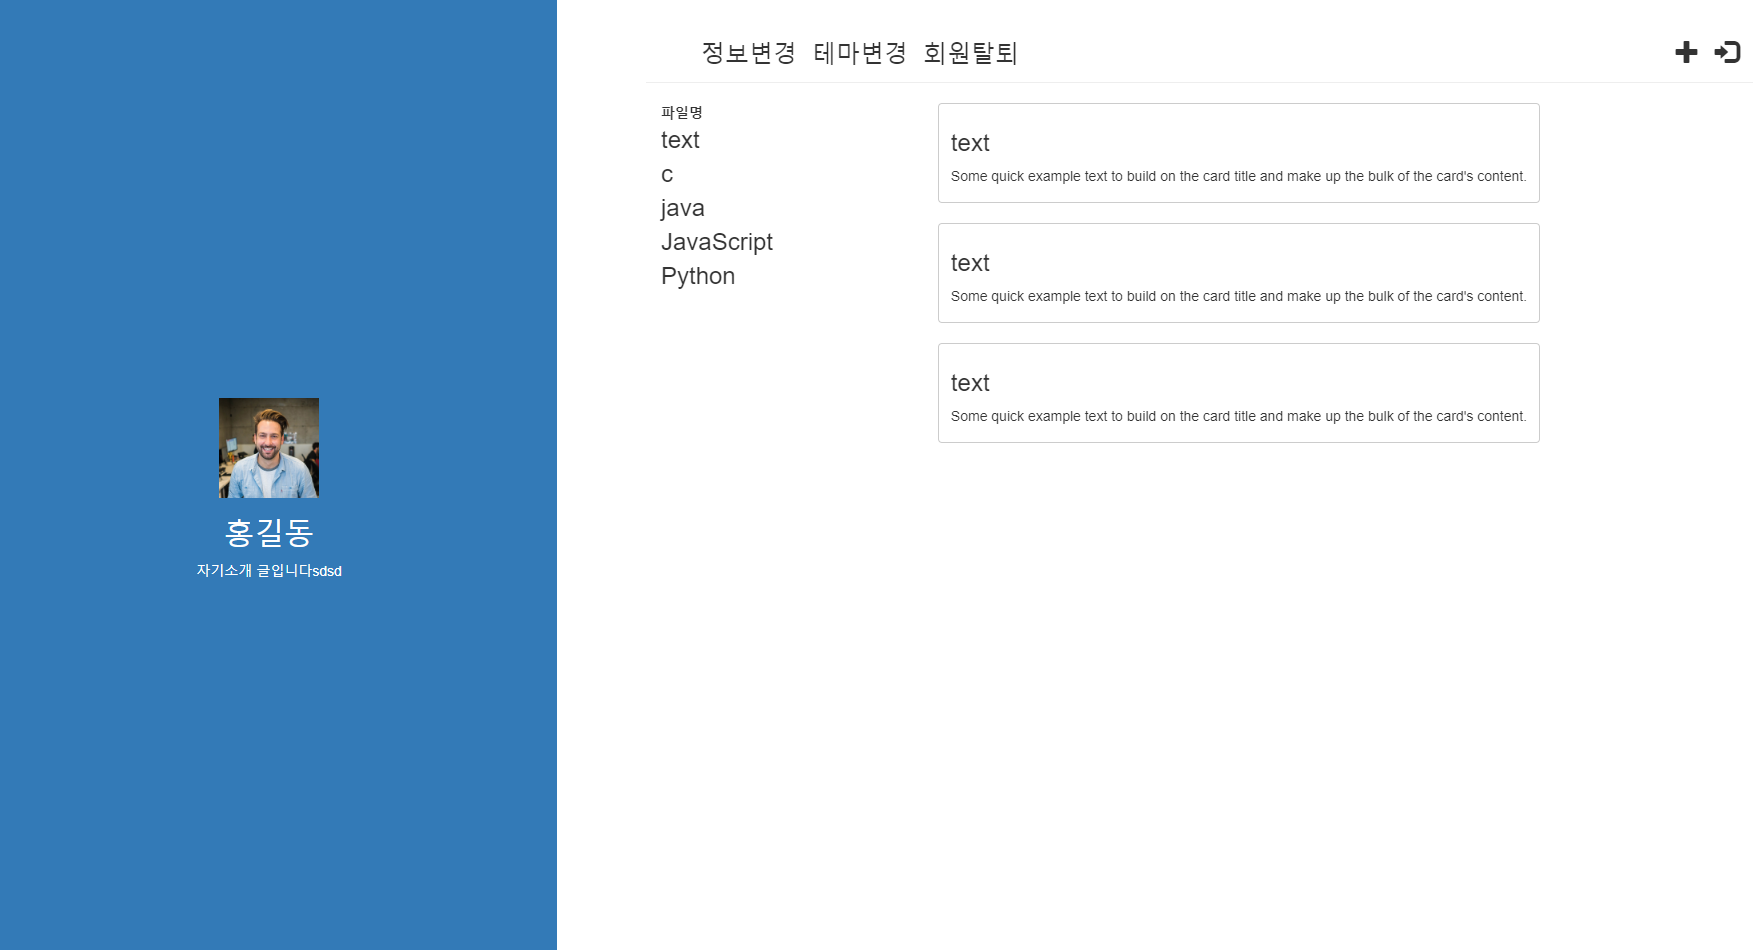 정보변경 테마변경 회원탈퇴
파일명
text
c
java
JavaScript
Python
text
Some quick example text to build on the card title and make up the bulk of the card's content.
text
Some quick example text to build on the card title and make up the bulk of the card's content.
text
Some quick example text to build on the card title and make up the bulk of the card's content.
홍길동
자기소개 글입니다sdsd